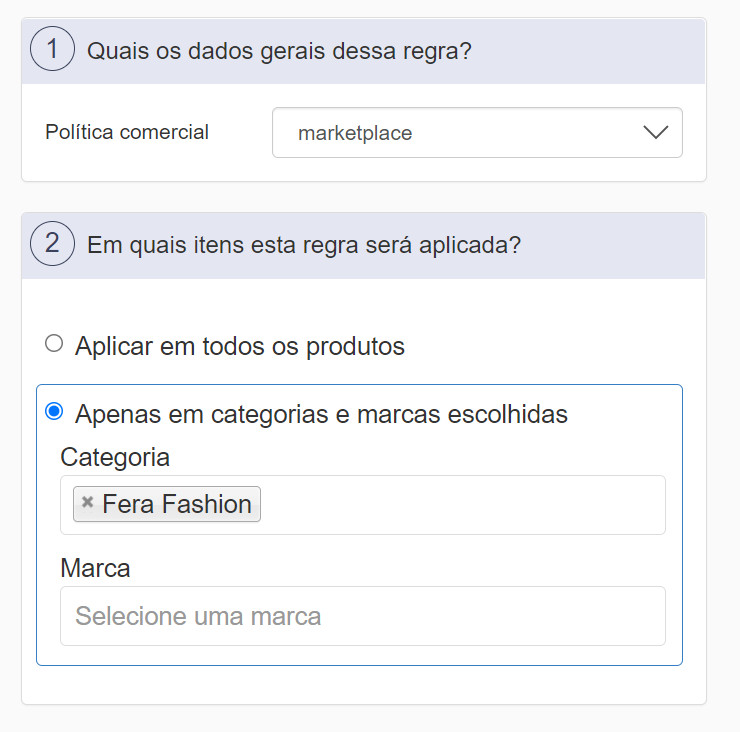 1 Quais os dados gerais dessa regra?
Política comercial marketplace
2 Em quais itens esta regra será aplicada?
Aplicar em todos os produtos
Apenas em categorias e marcas escolhidas
Categoria
× Fera Fashion
Marca
Selecione uma marca